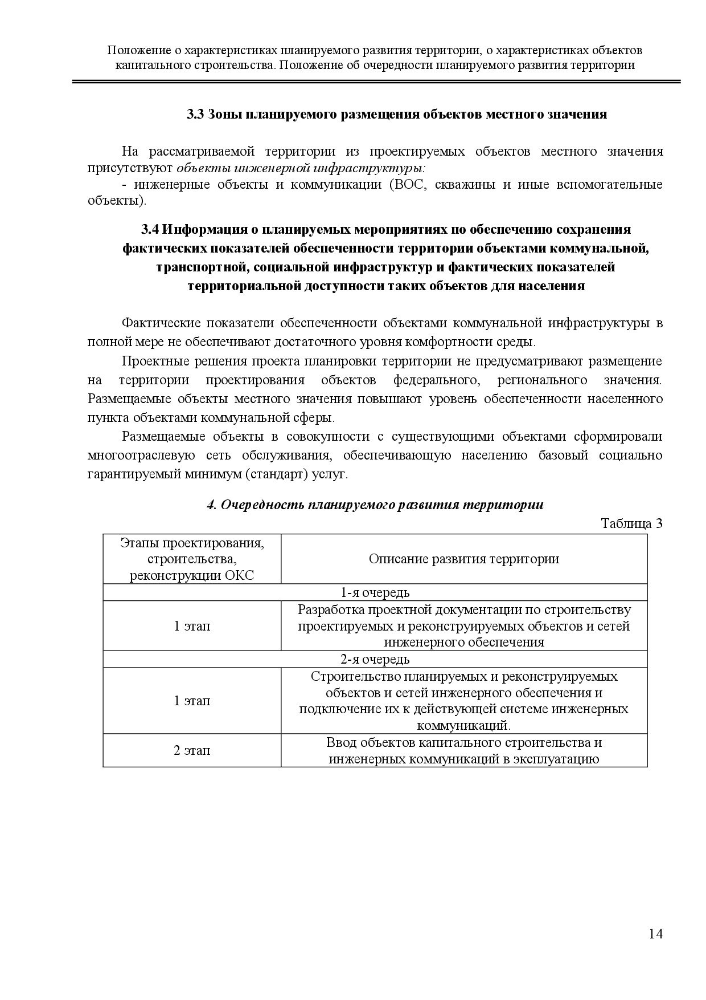 Положение о характеристиках планируемого развития территории, о характеристиках объектов
капитального строительства. Положение об очередности планируемого развития территории
3.3 Зоны планируемого размещения объектов местного значения
На рассматриваемой территории из проектируемых объектов местного значения
присутствуют объекты инженерной инфраструктуры:
- инженерные объекты и коммуникации (ВОС, скважины и иные вспомогательные
объекты).
3.4 Информация о планируемых мероприятиях по обеспечению сохранения
фактических показателей обеспеченности территории объектами коммунальной,
транспортной, социальной инфраструктур и фактических показателей
территориальной доступности таких объектов для населения
Фактические показатели обеспеченности объектами коммунальной инфраструктуры в
полной мере не обеспечивают достаточного уровня комфортности среды.
Проектные решения проекта планировки территории не предусматривают размещение
на территории проектирования объектов федерального, регионального значения.
Размещаемые объекты местного значения повышают уровень обеспеченности населенного
пункта объектами коммунальной сферы.
Размещаемые объекты в совокупности с существующими объектами сформировали
многоотраслевую сеть обслуживания, обеспечивающую населению базовый социально
гарантируемый минимум (стандарт) услуг.
4. Очередность планируемого развития территории
Таблица 3
Этапы проектирования,
строительства,
реконструкции ОКС
Описание развития территории
1-я очередь
1 этап
Разработка проектной документации по строительству
проектируемых и реконструируемых объектов и сетей
инженерного обеспечения
2-я очередь
1 этап
Строительство планируемых и реконструируемых
объектов и сетей инженерного обеспечения и
подключение их к действующей системе инженерных
коммуникаций.
2 этап
Ввод объектов капитального строительства и
инженерных коммуникаций в эксплуатацию
14